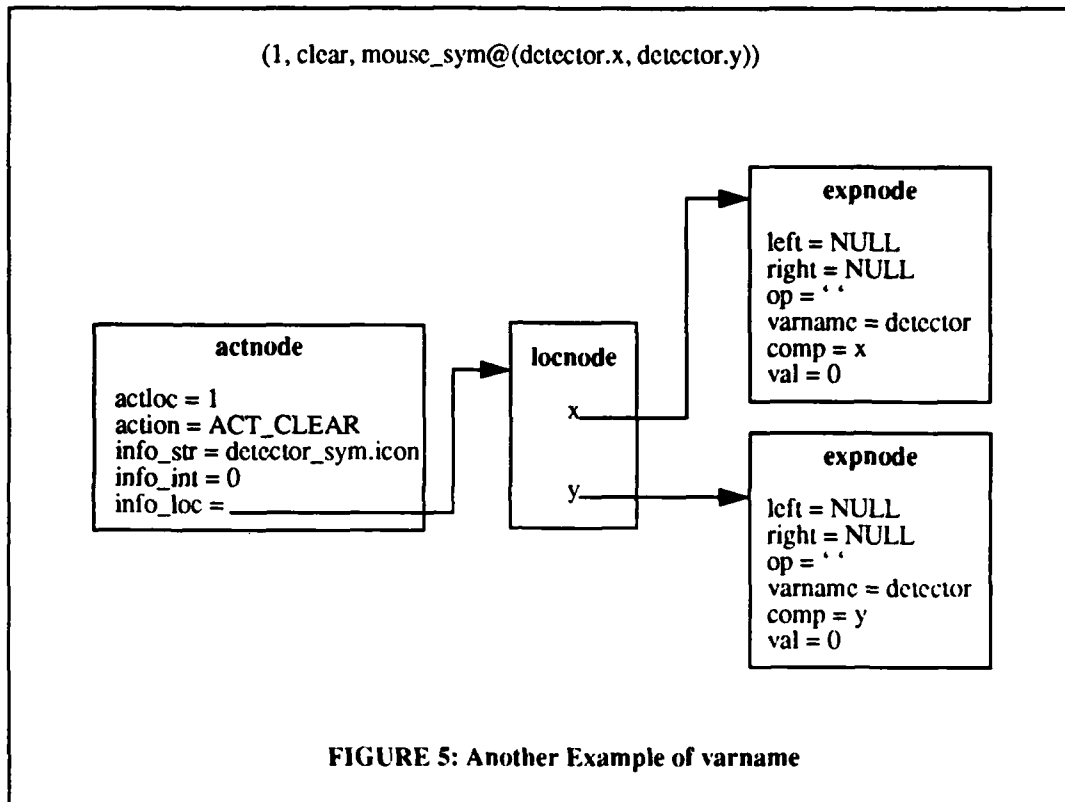 (1, clear, mouse_sym@(detector.x, detector.y))
expnode
left = NULL
right = NULL
op = ‘ ‘
varname = detector
comp = x
val = 0
actnode
actloc = 1
action = ACT_CLEAR
info_str = detector_sym.icon
info_int = 0
info_loc =
locnode
x
y
expnode
left = NULL
right = NULL
op = ‘ ‘
varname = detector
comp = y
val = 0
FIGURE 5: Another Example of varname